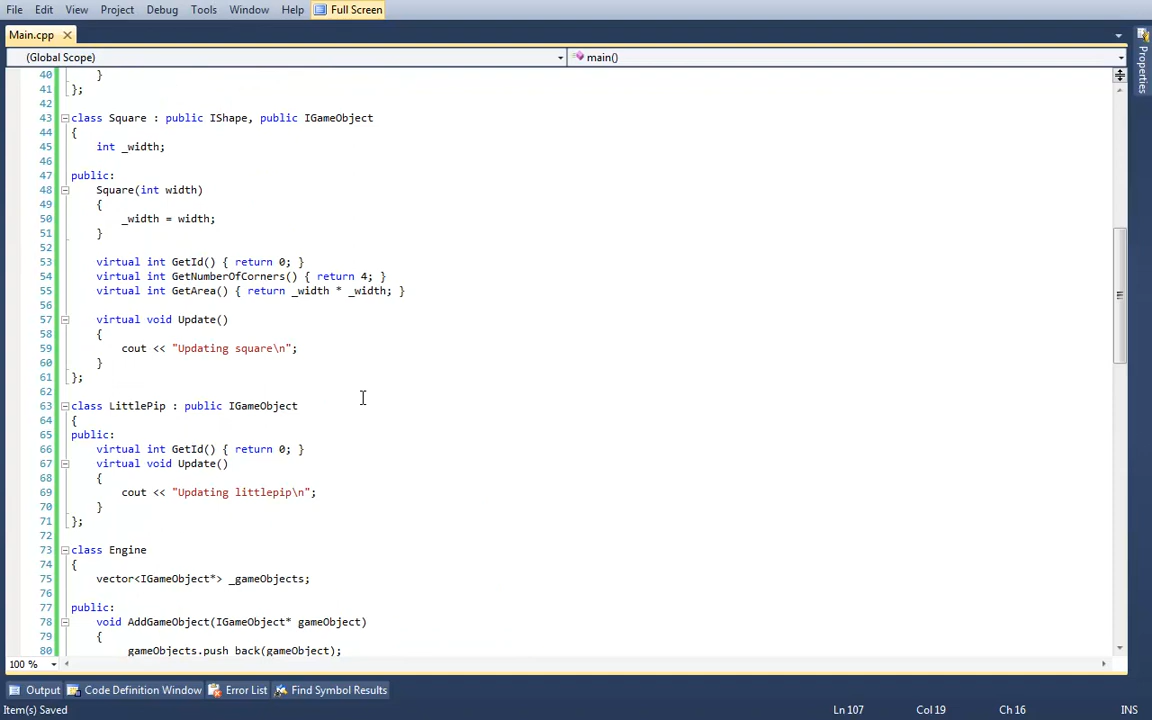 File Edit View Project Debug Tools Window Help Full Screen
Main.cpp
(Global Scope) main()
Properties
40 }
41 };
42
43 class Square : public IShape, public IGameObject
44 {
45 int _width;
46
47 public:
48 Square(int width)
49 {
50 _width = width;
51 }
52
53 virtual int GetId() { return 0; }
54 virtual int GetNumberOfCorners() { return 4; }
55 virtual int GetArea() { return _width * _width; }
56
57 virtual void Update()
58 {
59 cout << "Updating square\n";
60 }
61 };
62
63 class LittlePip : public IGameObject
64 {
65 public:
66 virtual int GetId() { return 0; }
67 virtual void Update()
68 {
69 cout << "Updating littlepip\n";
70 }
71 };
72
73 class Engine
74 {
75 vector<IGameObject*> _gameObjects;
76
77 public:
78 void AddGameObject(IGameObject* gameObject)
79 {
80 _gameObjects.push_back(gameObject);
100 %
Output Code Definition Window Error List Find Symbol Results
Item(s) Saved Ln 107 Col 19 Ch 16 INS